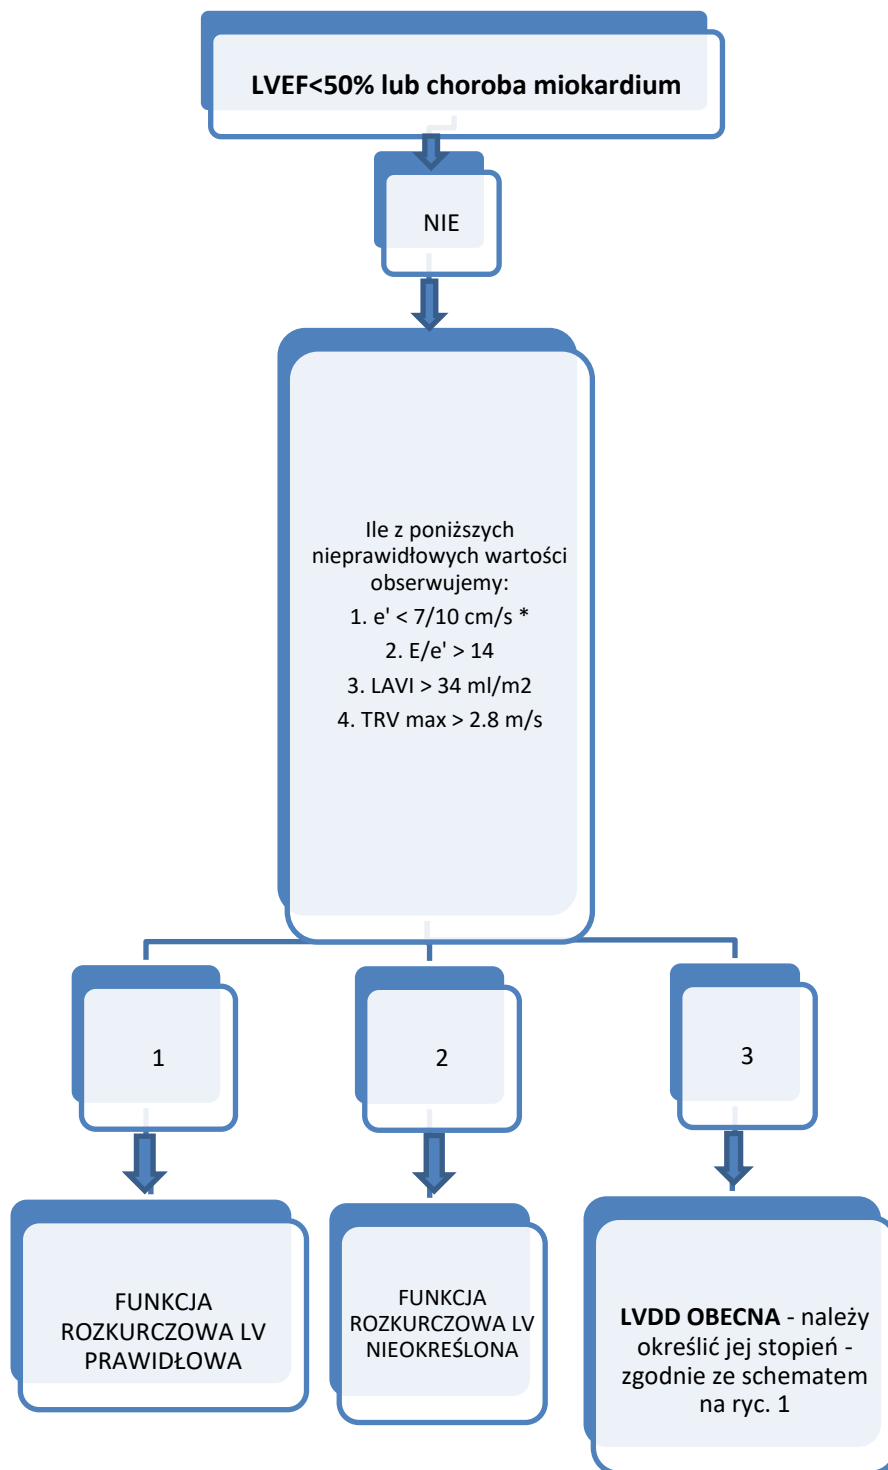 LVEF<50% lub choroba miokardium
NIE
Ile z poniższych
nieprawidłowych wartości
obserwujemy:
1. e' < 7/10 cm/s *
2. E/e' > 14
3. LAVI > 34 ml/m2
4. TRV max > 2.8 m/s
1
2
3
FUNKCJA
ROZKURCZOWA LV
PRAWIDŁOWA
FUNKCJA
ROZKURCZOWA LV
NIEOKREŚLONA
LVDD OBECNA - należy
określić jej stopień -
zgodnie ze schematem
na ryc. 1